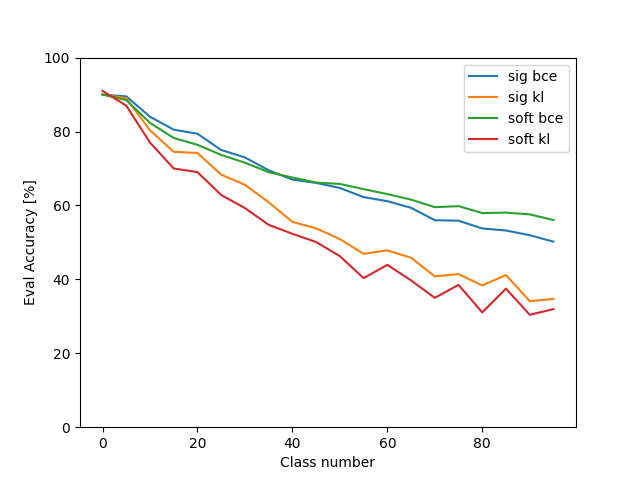 100
80
60
40
20
0
Eval Accuracy [%]
sig bce
sig kl
soft bce
soft kl
0 20 40 60 80
Class number